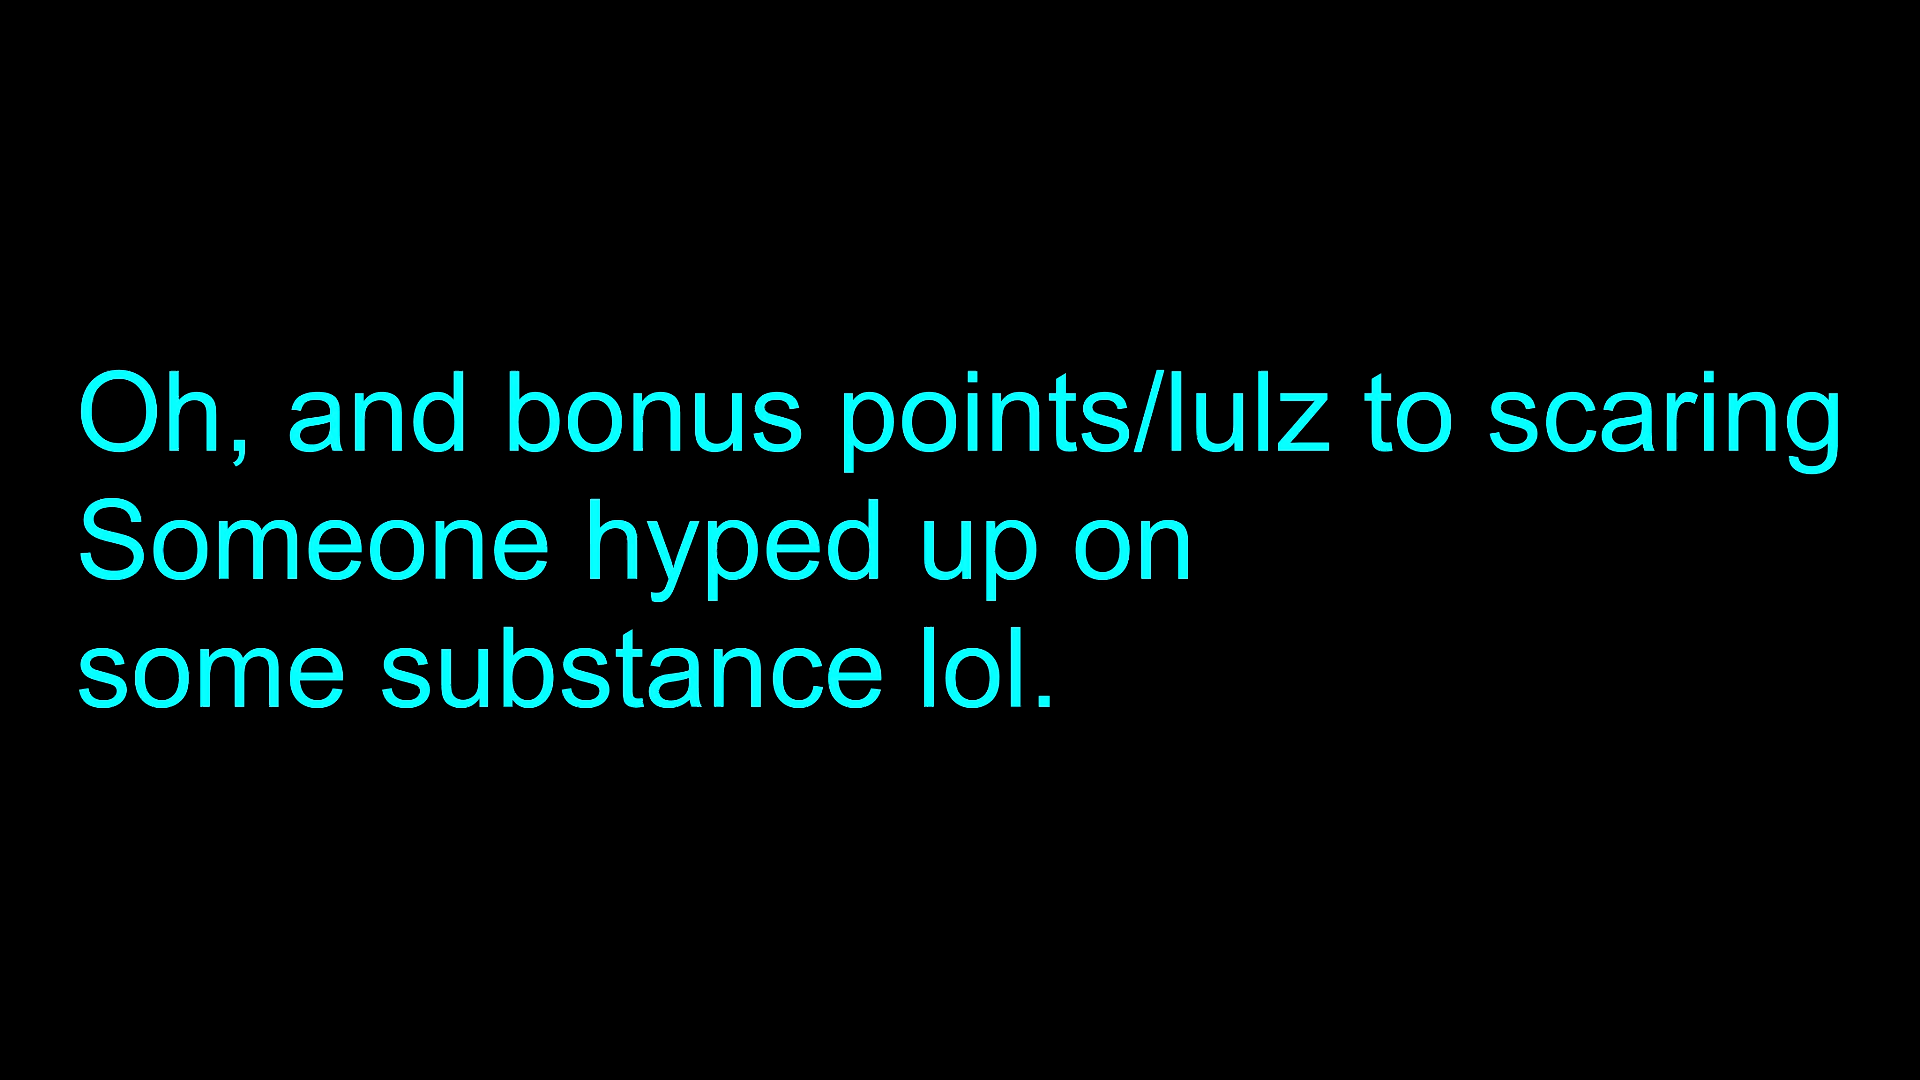 Oh, and bonus points/lulz to scaring
Someone hyped up on
some substance lol.